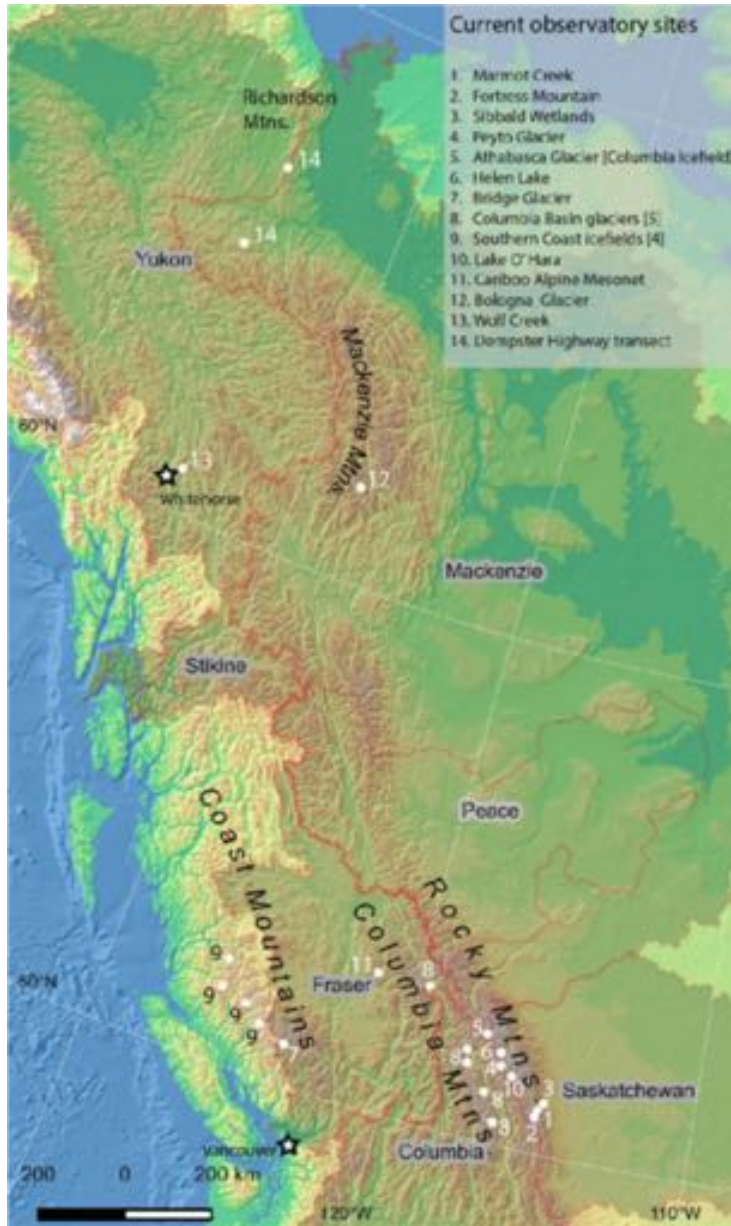 Current observatory sites
1. Marmot Creek
2. Fortress Mountain
3. Sibbald Wetlands
4. Peyto Glacier
5. Athabasca Glacier [Columbia Icefield]
6. Helen Lake
7. Bridge Glacier
8. Columbia Basin glaciers [5]
9. Southern Coast icefields [4]
10. Lake O'Hara
11. Cariboo Alpine Mesonet
12. Bologna Glacier
13. Wolf Creek
14. Dempster Highway transect
Richardson
Mtns.
14
14
Yukon
Mackenzie Mtns.
60°N
13
Whitehorse
12
Mackenzie
Stikine
Peace
Coast Mountains
Rocky Mtns
Columbia Mtns
9
11
8
Fraser
9
50°N
9
9
7
5
6
8
10
8
3
Saskatchewan
1
2
8
Columbia
Vancouver
200 0 200 km
120°W
110°W